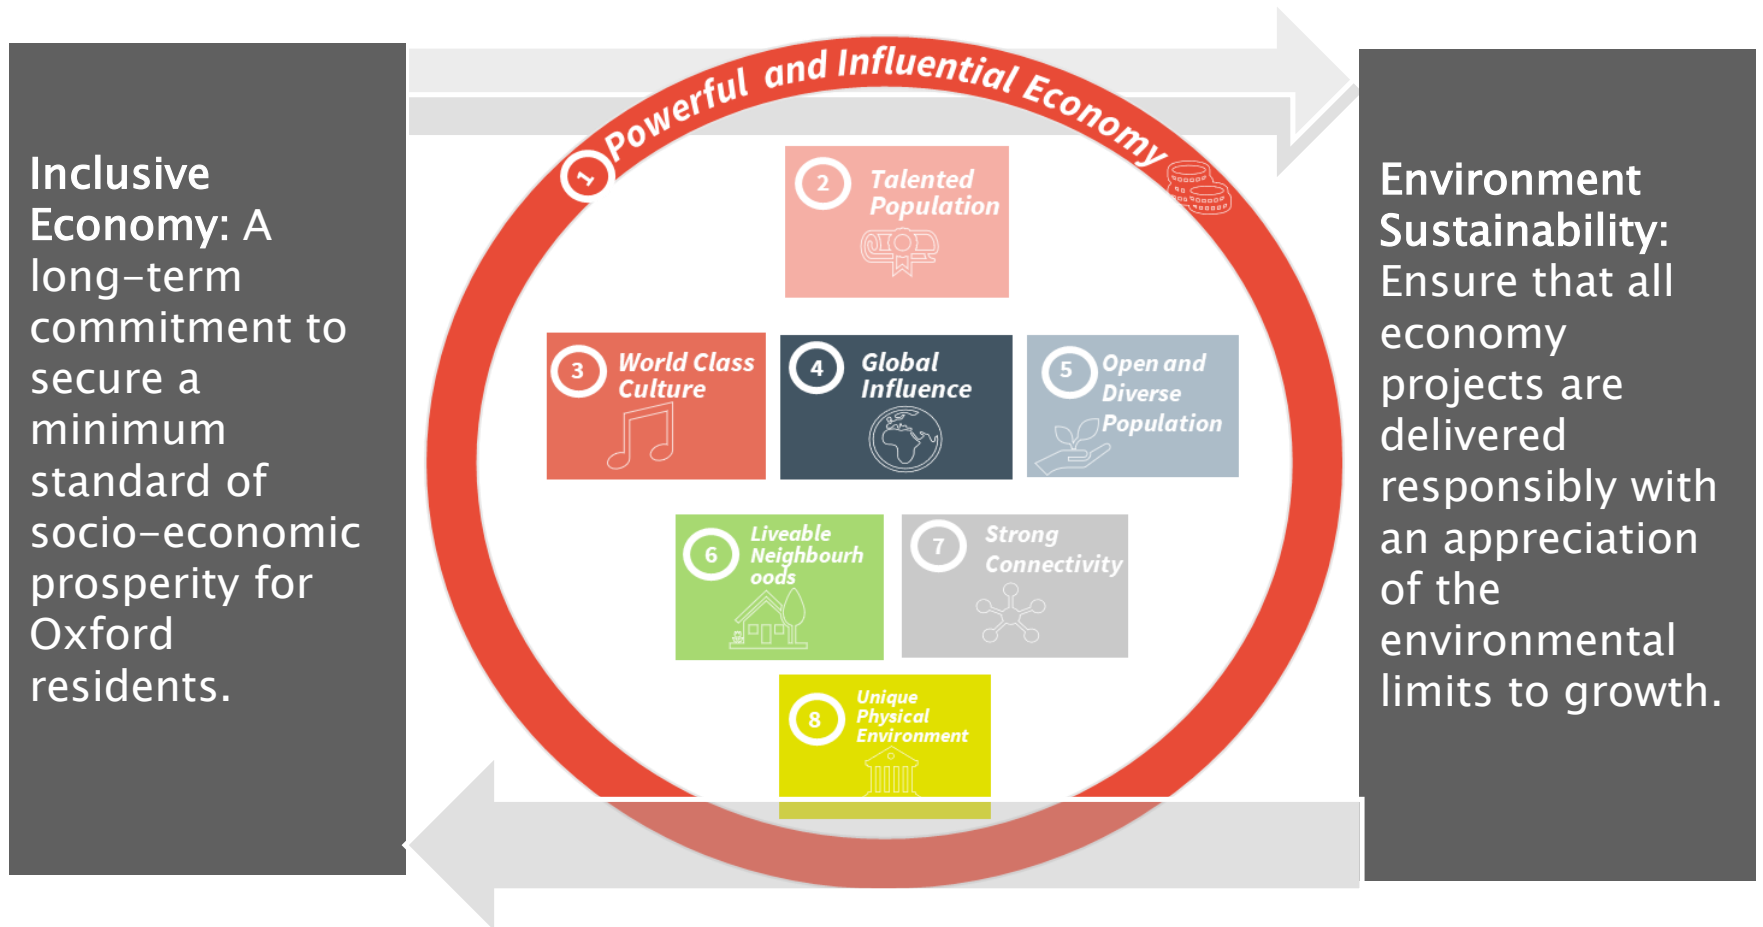 Inclusive
Economy: A
long-term
commitment to
secure a
minimum
standard of
socio-economic
prosperity for
Oxford
residents.
1 Powerful and Influential Economy
2 Talented
Population
3 World Class
Culture
4 Global
Influence
5 Open and
Diverse
Population
6 Liveable
Neighbourh
oods
7 Strong
Connectivity
8 Unique
Physical
Environment
Environment
Sustainability:
Ensure that all
economy
projects are
delivered
responsibly with
an appreciation
of the
environmental
limits to growth.